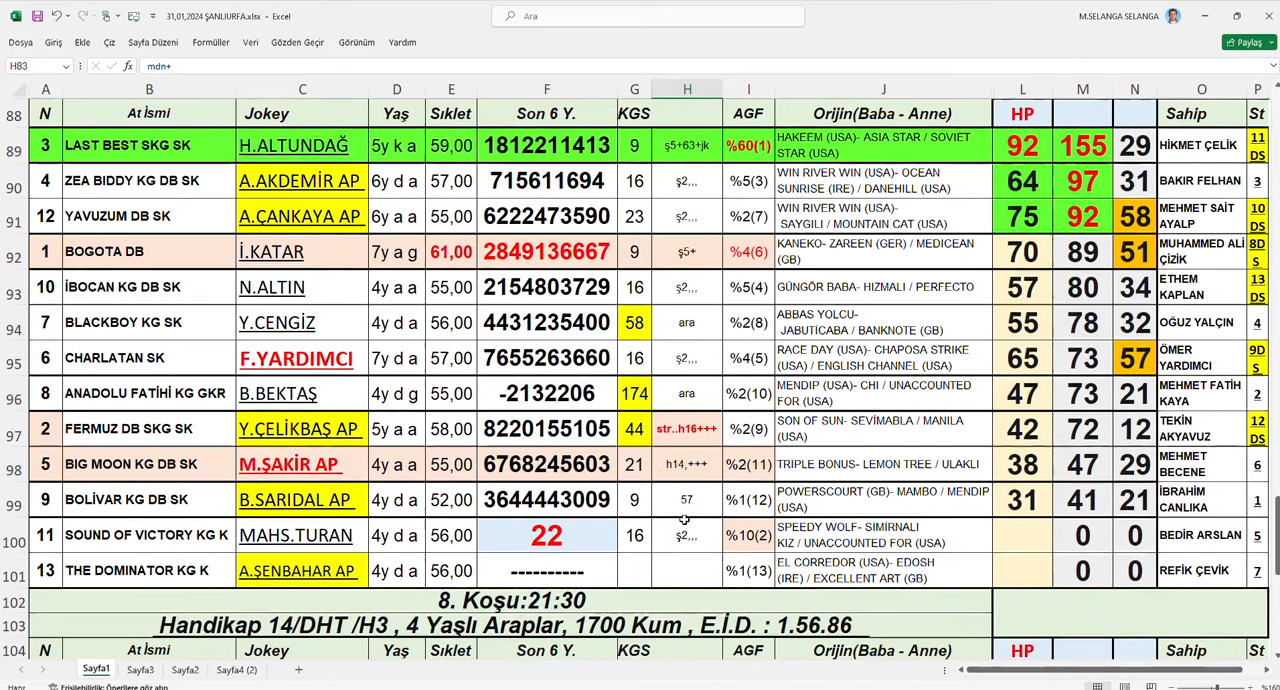 31,01,2024 ŞANLIURFA.xlsx - Excel
Ara
M.SELANGA SELANGA
Dosya Giriş Ekle Çiz Sayfa Düzeni Formüller Veri Gözden Geçir Görünüm Yardım
Paylaş
H83 fx mdn+
A B C D E F G H I J L M N O P
88 N At İsmi Jokey Yaş Sıklet Son 6 Y. KGS AGF Orijin(Baba - Anne) HP Sahip St
89 3 LAST BEST SKG SK H.ALTUNDAĞ 5y k a 59,00 1812211413 9 ş5+63+jk %60(1) HAKEEM (USA)- ASIA STAR / SOVIET STAR (USA) 92 155 29 HİKMET ÇELİK 11 DS
90 4 ZEA BIDDY KG DB SK A.AKDEMİR AP 6y d a 57,00 715611694 16 ş2,,, %5(3) WIN RIVER WIN (USA)- OCEAN SUNRISE (IRE) / DANEHILL (USA) 64 97 31 BAKIR FELHAN 3
91 12 YAVUZUM DB SK A.ÇANKAYA AP 6y a a 55,00 6222473590 23 ş2,,, %2(7) WIN RIVER WIN (USA)- SAYGILI / MOUNTAIN CAT (USA) 75 92 58 MEHMET SAİT AYALP 10 DS
92 1 BOGOTA DB İ.KATAR 7y a g 61,00 2849136667 9 ş5+ %4(6) KANEKO- ZAREEN (GER) / MEDICEAN (GB) 70 89 51 MUHAMMED ALİ ÇİZİK 8D S
93 10 İBOCAN KG DB SK N.ALTIN 4y d a 55,00 2154803729 16 ş2,,, %5(4) GÜNGÖR BABA- HIZMALI / PERFECTO 57 80 34 ETHEM KAPLAN 13 DS
94 7 BLACKBOY KG SK Y.CENGİZ 4y d a 56,00 4431235400 58 ara %2(8) ABBAS YOLCU- JABUTİCABA / BANKNOTE (GB) 55 78 32 OĞUZ YALÇIN 4
95 6 CHARLATAN SK F.YARDIMCI 7y d a 57,00 7655263660 16 ş2,,, %4(5) RACE DAY (USA)- CHAPOSA STRIKE (USA) / ENGLISH CHANNEL (USA) 65 73 57 ÖMER YARDIMCI 9D S
96 8 ANADOLU FATİHİ KG GKR B.BEKTAŞ 4y d g 55,00 -2132206 174 ara %2(10) MENDIP (USA)- CHI / UNACCOUNTED FOR (USA) 47 73 21 MEHMET FATİH KAYA 2
97 2 FERMUZ DB SKG SK Y.ÇELİKBAŞ AP 5y a a 58,00 8220155105 44 str..h16+++ %2(9) SON OF SUN- SEVİMABLA / MANILA (USA) 42 72 12 TEKİN AKYAVUZ 12 DS
98 5 BIG MOON KG DB SK M.ŞAKİR AP 4y a a 55,00 6768245603 21 h14,+++ %2(11) TRIPLE BONUS- LEMON TREE / ULAKLI 38 47 29 MEHMET BECENE 6
99 9 BOLİVAR KG DB SK B.SARIDAL AP 4y d a 52,00 3644443009 9 57 %1(12) POWERSCOURT (GB)- MAMBO / MENDIP (USA) 31 41 21 İBRAHİM CANLIKA 1
100 11 SOUND OF VICTORY KG K MAHS.TURAN 4y d a 56,00 22 16 ş2,,, %10(2) SPEEDY WOLF- SIMIRNALI KIZ / UNACCOUNTED FOR (USA) 0 0 BEDİR ARSLAN 5
101 13 THE DOMINATOR KG K A.ŞENBAHAR AP 4y d a 56,00 ---------- %1(13) EL CORREDOR (USA)- EDOSH (IRE) / EXCELLENT ART (GB) 0 0 REFİK ÇEVİK 7
102 8. Koşu:21:30
103 Handikap 14/DHT /H3 , 4 Yaşlı Araplar, 1700 Kum , E.İ.D. : 1.56.86
104 N At İsmi Jokey Yaş Sıklet Son 6 Y. KGS AGF Orijin(Baba - Anne) HP Sahip St
Sayfa1 Sayfa3 Sayfa2 Sayfa4 (2)
Hazır Erişilebilirlik: Önerilere göz atın %160